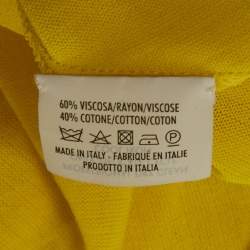 60% VISCOSA/RAYON/VISCOSE
40% COTONE/COTTON/COTON
P
MADE IN ITALY - FABRIQUÉ EN ITALIE
PRODOTTO IN ITALIA